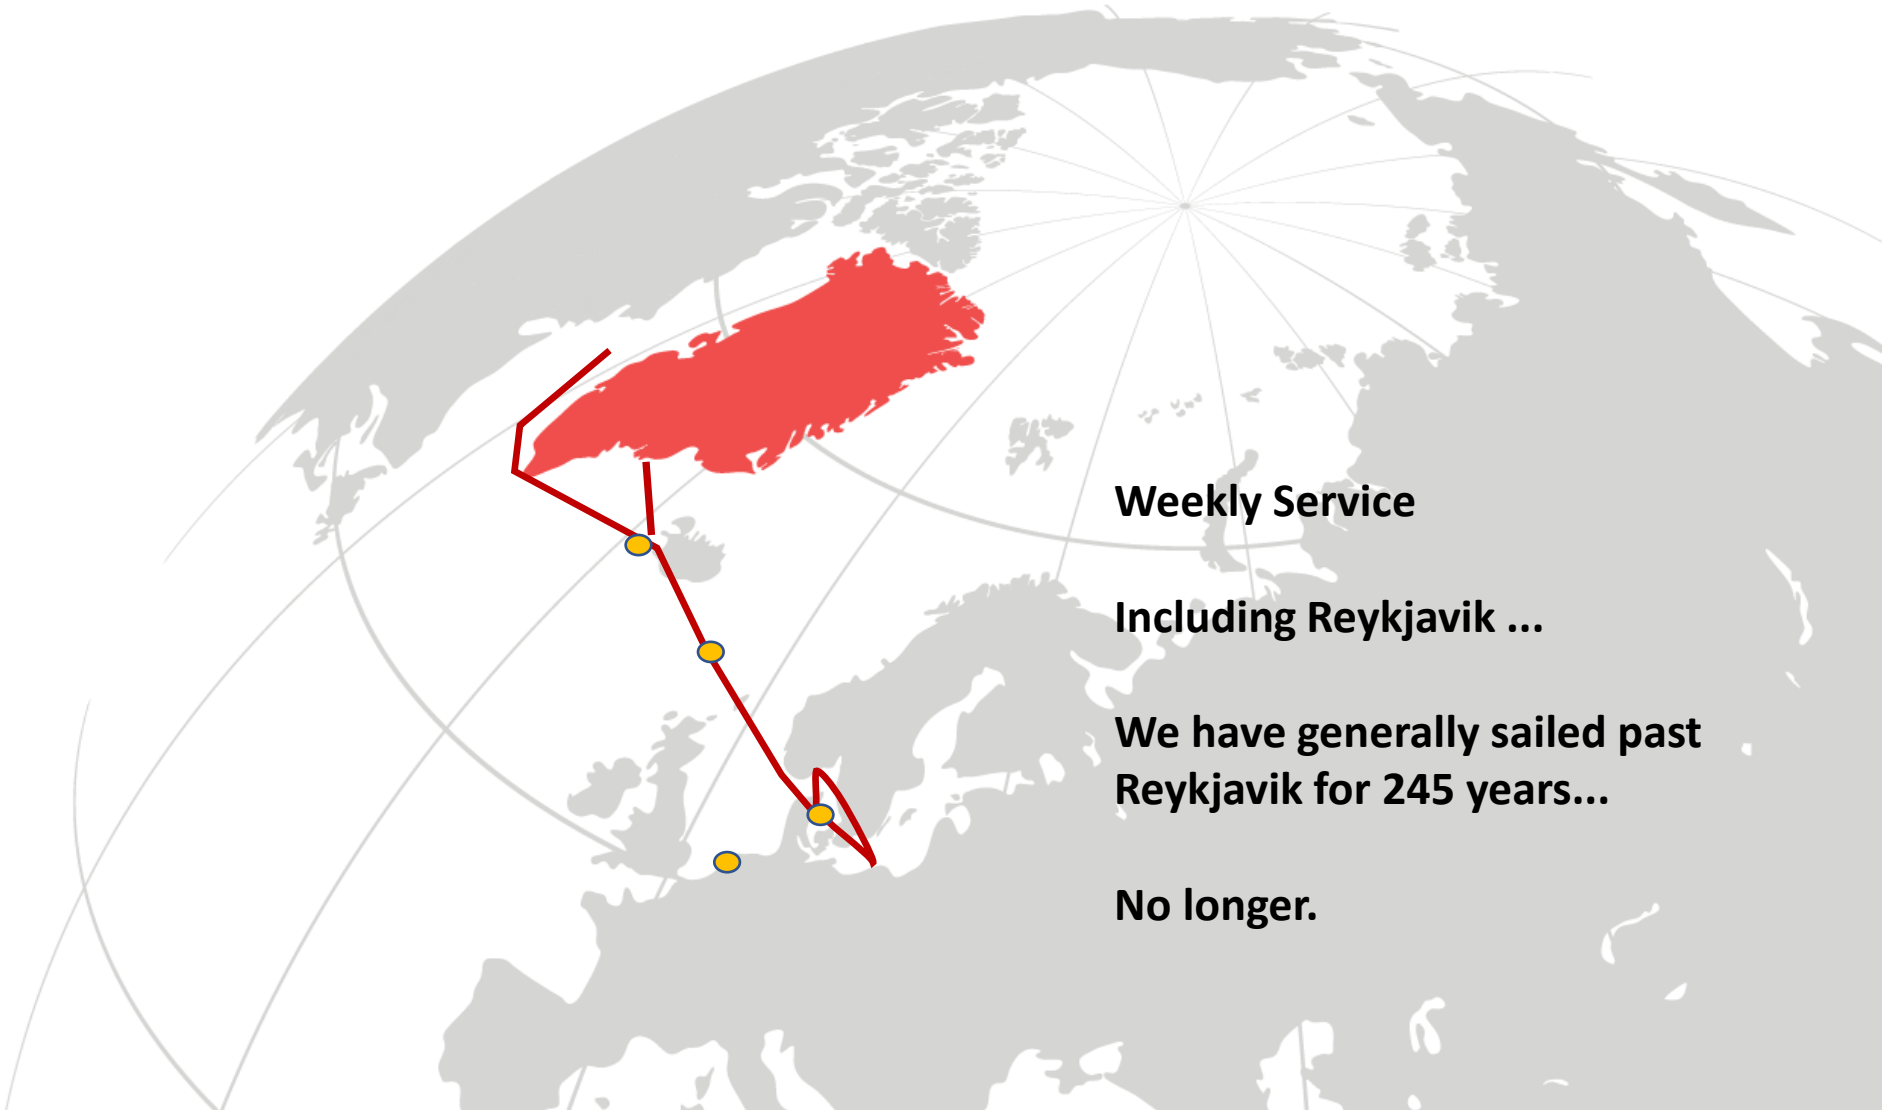 Weekly Service
Including Reykjavik ...
We have generally sailed past
Reykjavik for 245 years...
No longer.